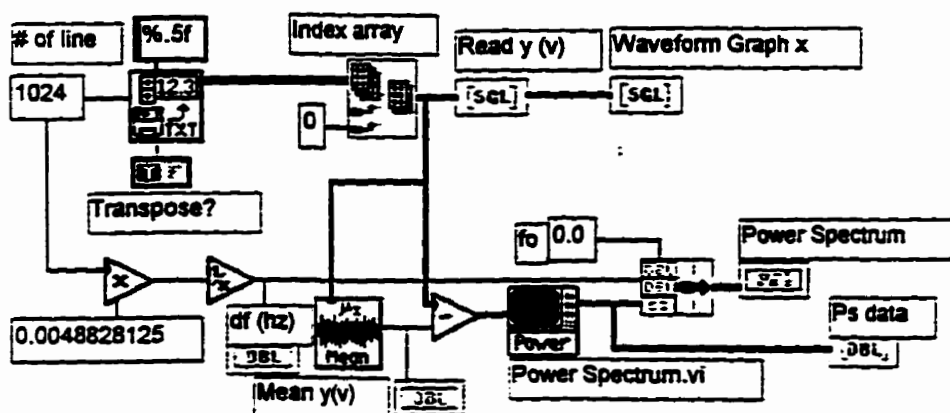 # of line
%.5f
Index array
Read y (v)
Waveform Graph x
1024
12.3
TXT
0
[SGL]
[SGL]
Transpose?
fo
0.0
Power Spectrum
x
0.0048828125
df (hz)
DBL
Mean
-
Power
Ps data
DBL
Mean y(v)
DBL
Power Spectrum.vi